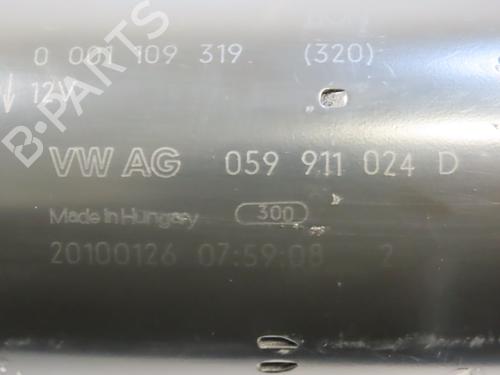 0 001 109 319 (320)
12V
VW AG 059 911 024 D
Made in Hungary 300
20100126 07:59:08 2